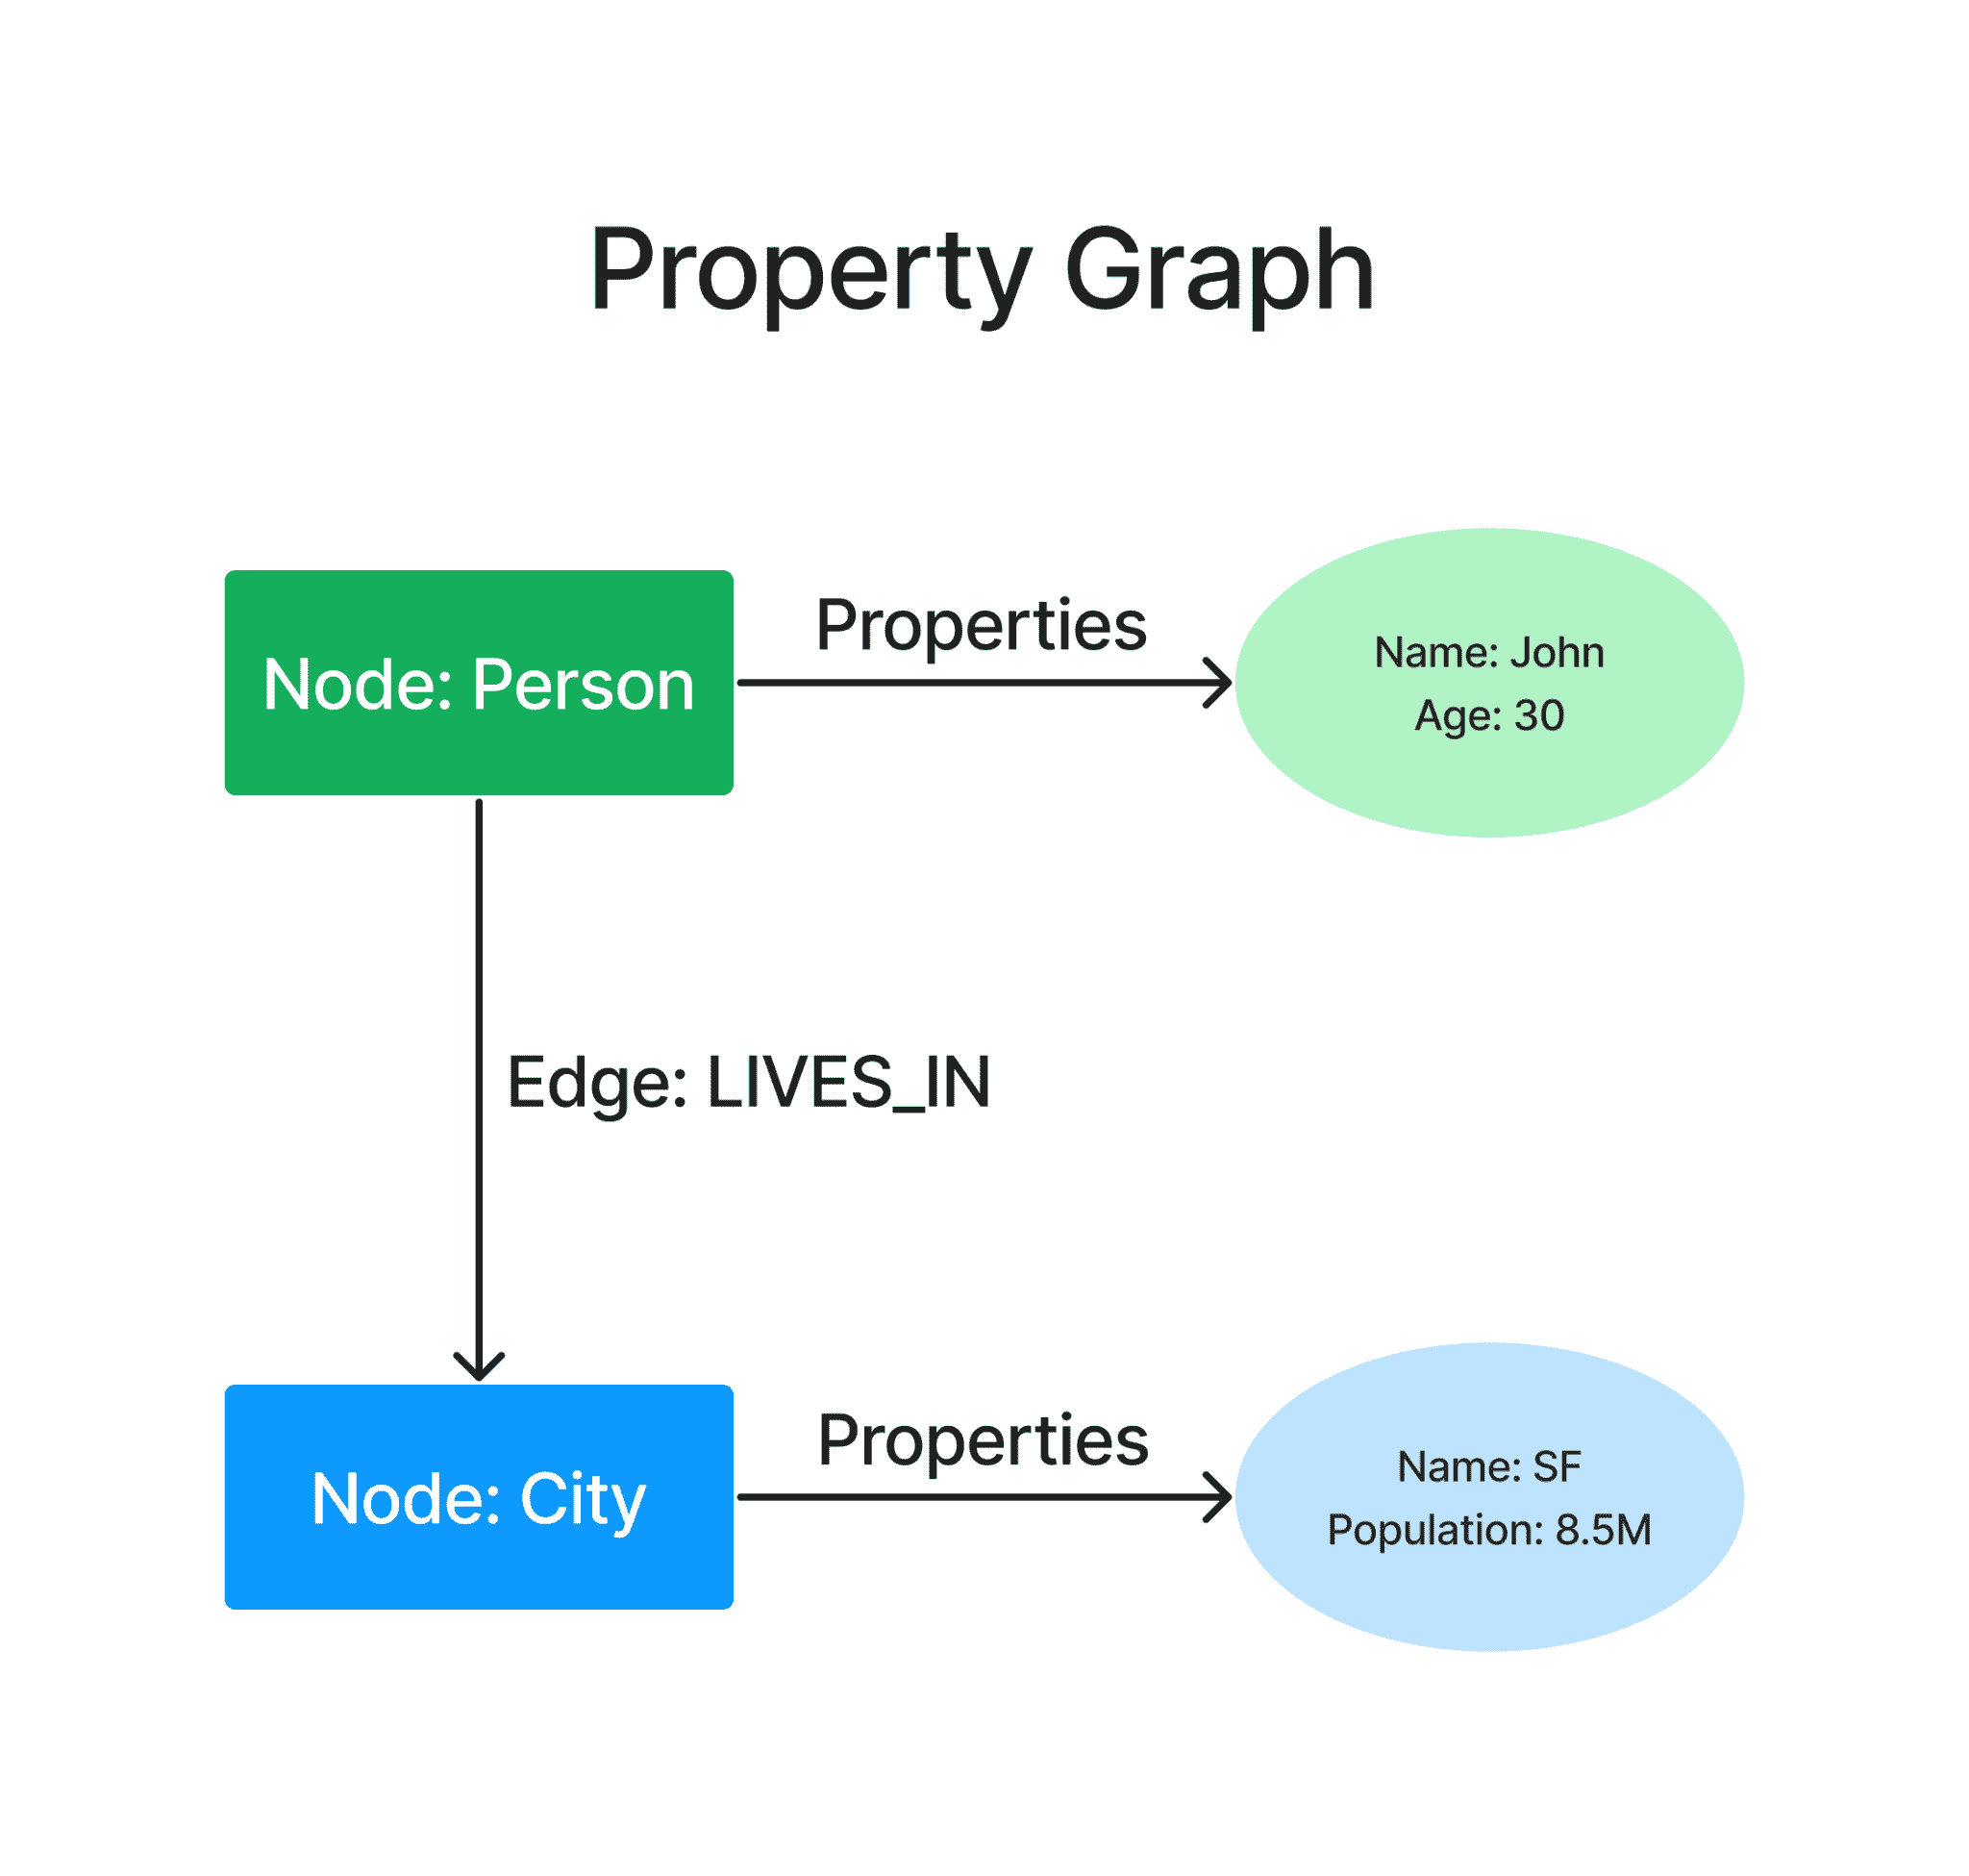 Property Graph
Node: Person
Properties
Name: John
Age: 30
Edge: LIVES_IN
Node: City
Properties
Name: SF
Population: 8.5M